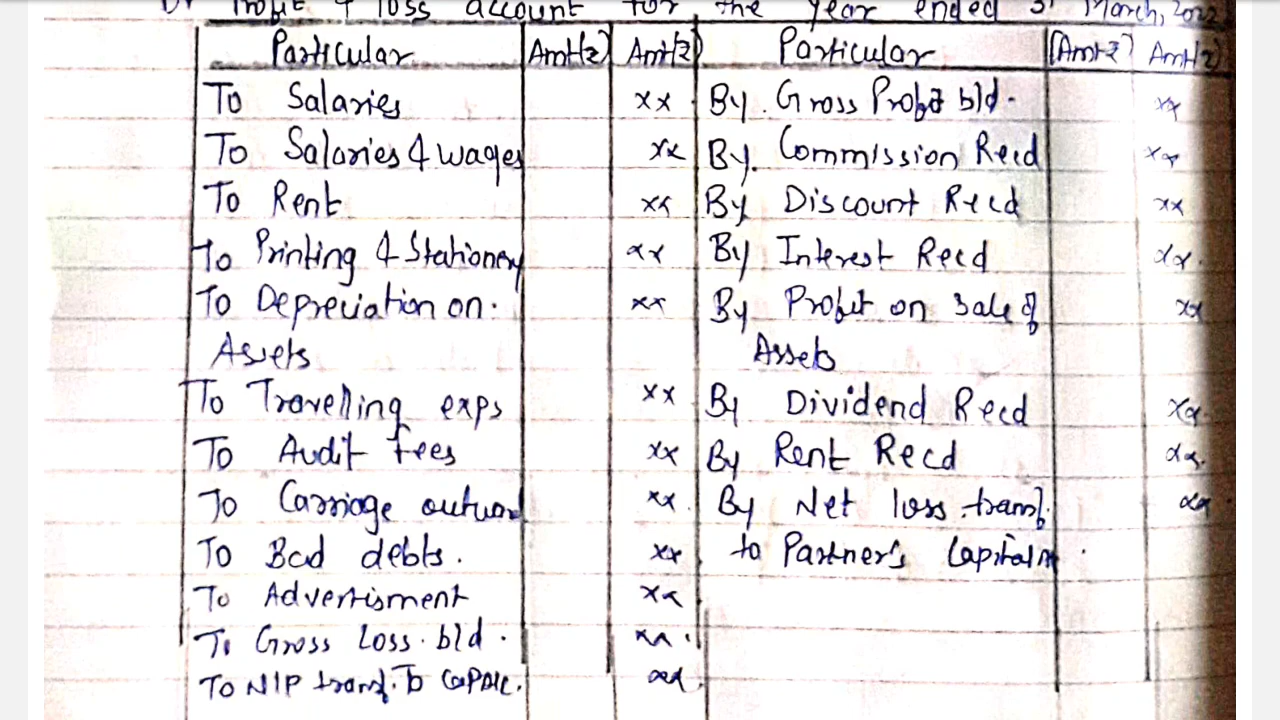 Dr Profit & loss account for the Year ended 31 March, 2022
Particular Amt(₹) Amt(₹) Particular Amt(₹) Amt(₹)
To Salaries xx By Gross Profit b/d. xx
To Salaries & wages xx By Commission Recd xx
To Rent xx By Discount Recd xx
To Printing & Stationery xx By Interest Recd xx
To Depreciation on. xx By Profit on sale of xx
Assets Assets
To Travelling exps xx By Dividend Recd xx
To Audit fees xx By Rent Recd xx
To Carriage outward xx By Net loss transf. xx
To Bad debts. xx to Partner's Capital
To Advertisment xx
To Gross Loss b/d. xx
To N/P transf. To xx